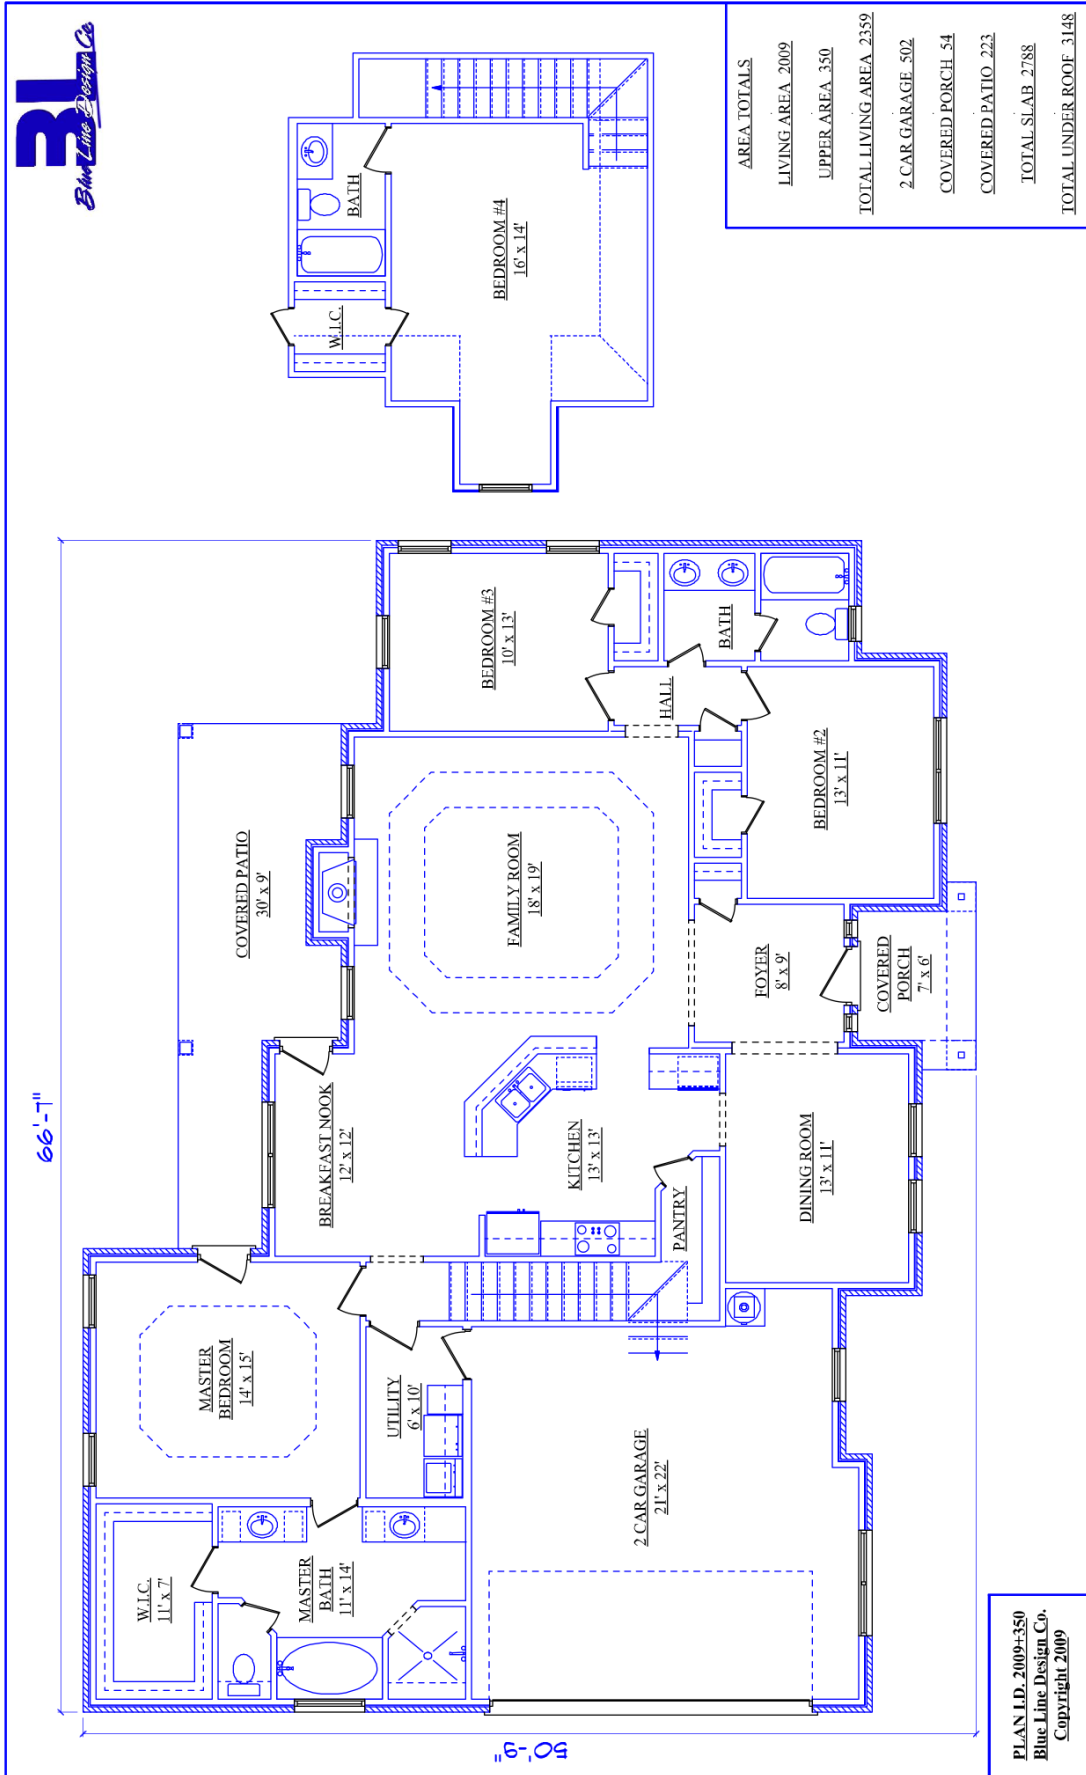 BL
Blue Line Design Co.
66'-7"
50'-9"
W.I.C.
11' x 7'
MASTER
BEDROOM
14' x 15'
MASTER
BATH
11' x 14'
UTILITY
6' x 10'
2 CAR GARAGE
21' x 22'
BREAKFAST NOOK
12' x 12'
COVERED PATIO
30' x 9'
KITCHEN
13' x 13'
PANTRY
DINING ROOM
13' x 11'
FAMILY ROOM
18' x 19'
FOYER
8' x 9'
COVERED
PORCH
7' x 6'
BEDROOM #3
10' x 13'
HALL
BATH
BEDROOM #2
13' x 11'
W.I.C.
BATH
BEDROOM #4
16' x 14'
AREA TOTALS
LIVING AREA 2009
UPPER AREA 350
TOTAL LIVING AREA 2359
2 CAR GARAGE 502
COVERED PORCH 54
COVERED PATIO 223
TOTAL SLAB 2788
TOTAL UNDER ROOF 3148
PLAN I.D. 2009+350
Blue Line Design Co.
Copyright 2009